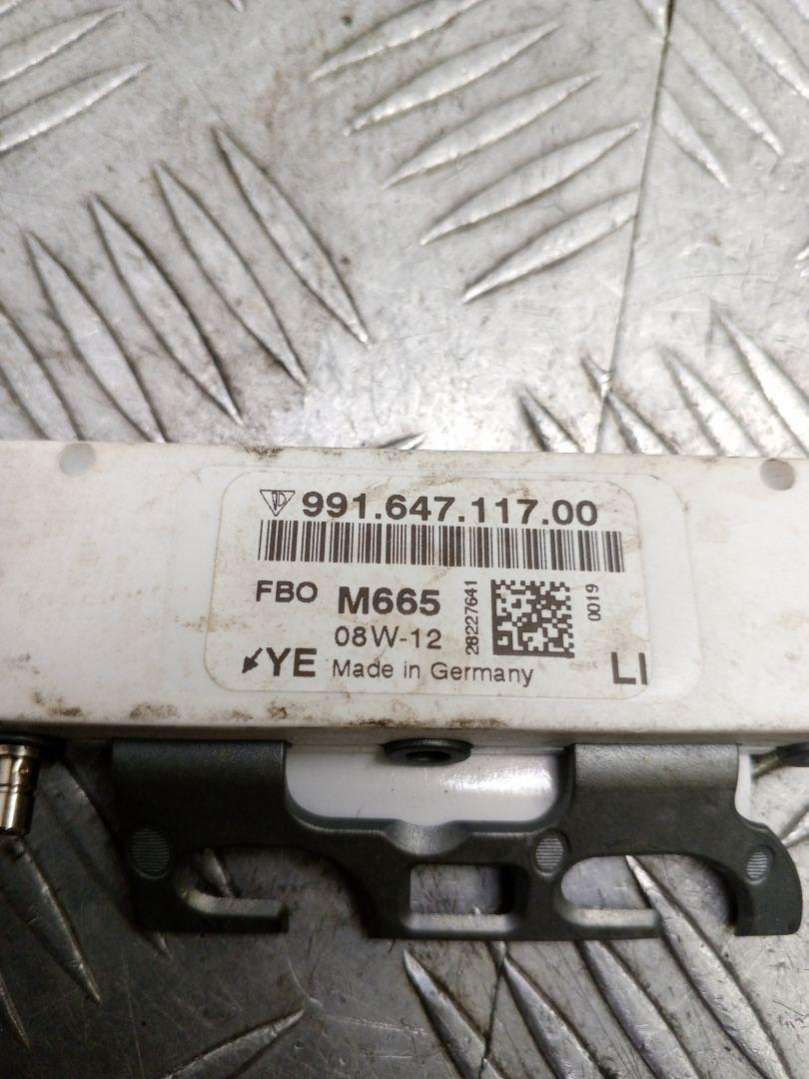 991.647.117.00
FBO M665
08W-12
YE Made in Germany
28227641
0019
LI